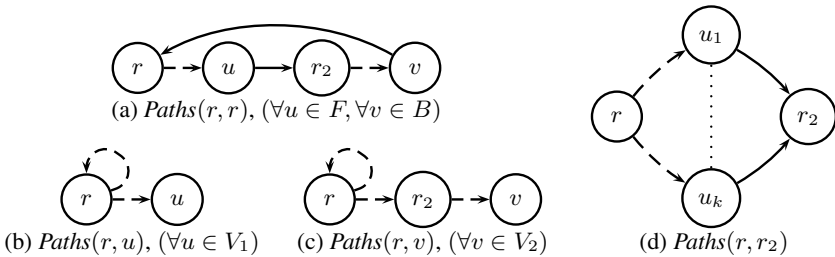 r u r₂ v
(a) Paths(r, r), (∀u ∈ F, ∀v ∈ B)
r u
(b) Paths(r, u), (∀u ∈ V₁)
r r₂ v
(c) Paths(r, v), (∀v ∈ V₂)
u₁
r r₂
uₖ
(d) Paths(r, r₂)